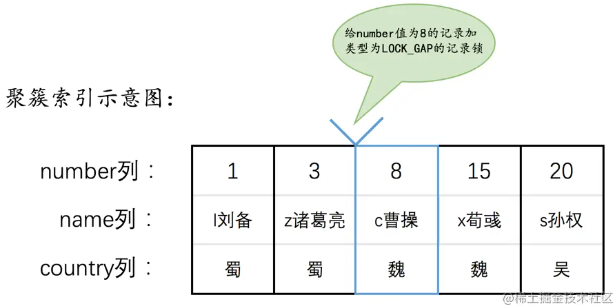 给number值为8的记录加
类型为LOCK_GAP的记录锁
聚簇索引示意图：
number列： 1 3 8 15 20
name列： l刘备 z诸葛亮 c曹操 x荀彧 s孙权
country列： 蜀 蜀 魏 魏 吴
@稀土掘金技术社区